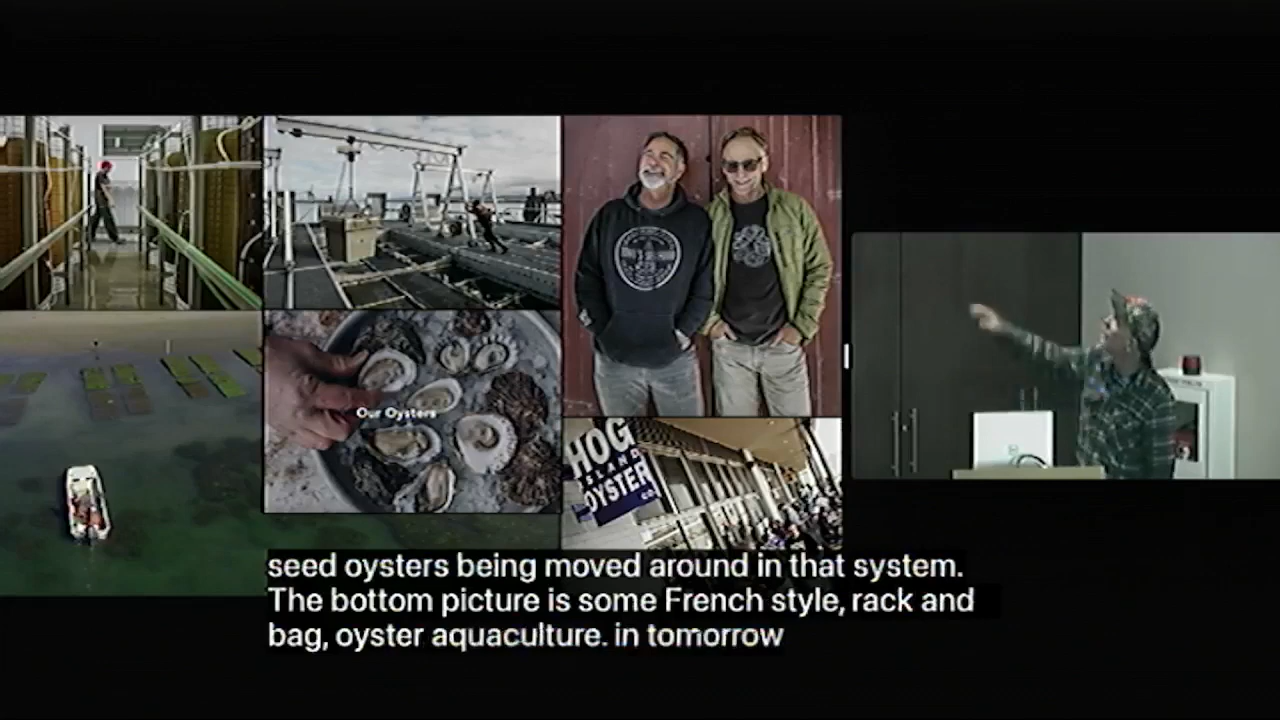 Our Oysters
HOG
ISLAND
OYSTER
CO.
seed oysters being moved around in that system.
The bottom picture is some French style, rack and
bag, oyster aquaculture. in tomorrow